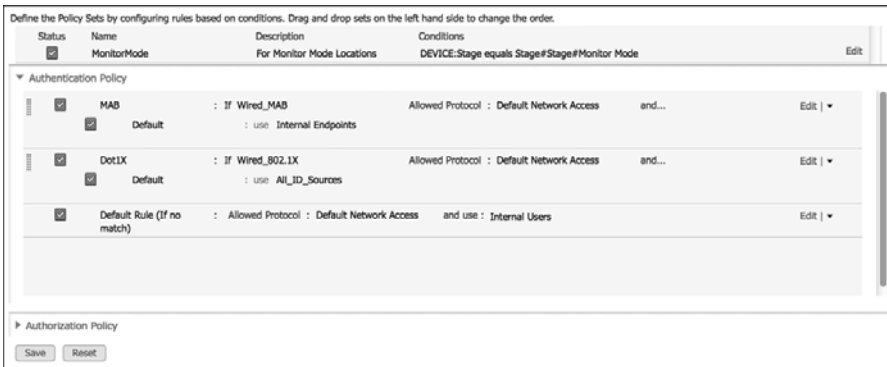 Define the Policy Sets by configuring rules based on conditions. Drag and drop sets on the left hand side to change the order.
Status Name Description Conditions
MonitorMode For Monitor Mode Locations DEVICE:Stage equals Stage#Stage#Monitor Mode Edit
Authentication Policy
MAB : If Wired_MAB Allowed Protocol : Default Network Access and... Edit |
Default : use Internal Endpoints
Dot1X : If Wired_802.1X Allowed Protocol : Default Network Access and... Edit |
Default : use All_ID_Sources
Default Rule (If no : Allowed Protocol : Default Network Access and use : Internal Users Edit |
match)
Authorization Policy
Save Reset